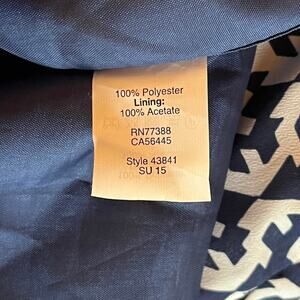 100% Polyester
Lining:
100% Acetate
RN77388
CA56445
Style 43841
SU 15